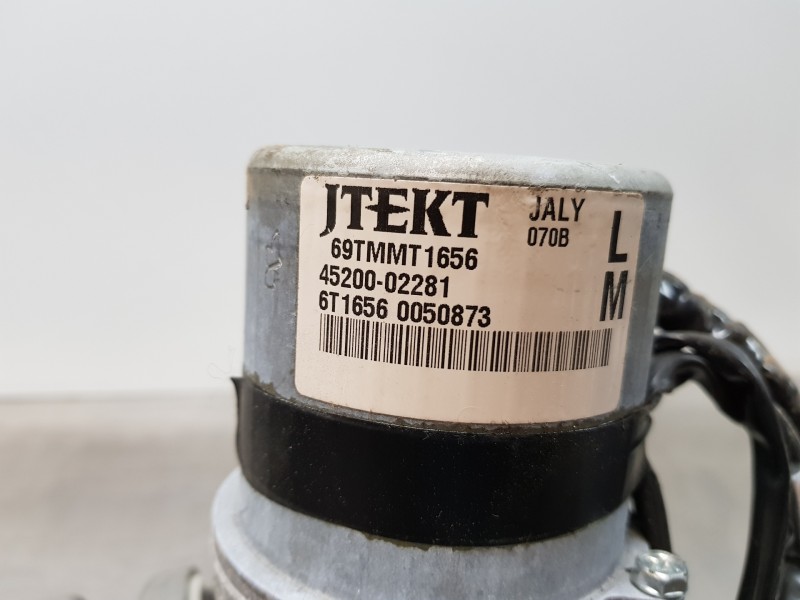 JTEKT
JALY
070B
L
M
69TMMT1656
45200-02281
6T1656 0050873